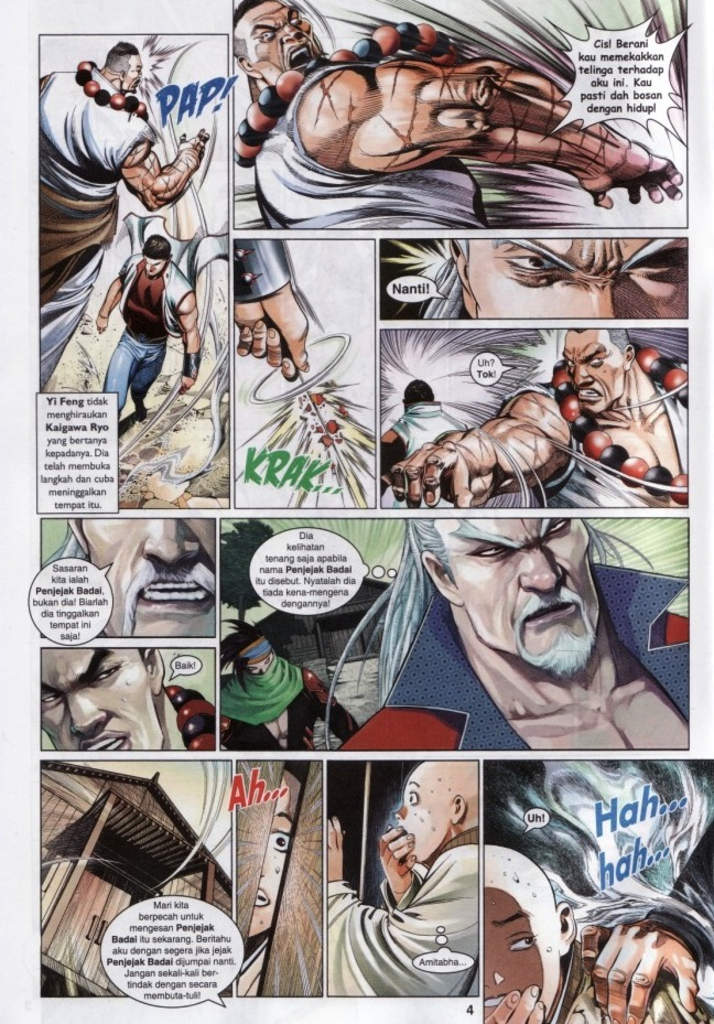 PAP!
Cis! Berani
kau memekakkan
telinga terhadap
aku ini. Kau
pasti dah bosan
dengan hidup!
Yi Feng tidak
menghiraukan
Kaigawa Ryo
yang bertanya
kepadanya. Dia
telah membuka
langkah dan cuba
meninggalkan
tempat itu.
KRAK...
Nanti!
Uh?
Tok!
Sasaran
kita ialah
Penjejak Badai,
bukan dia! Biarlah
dia tinggalkan
tempat ini
saja!
Dia
kelihatan
tenang saja apabila
nama Penjejak Badai
itu disebut. Nyatalah dia
tiada kena-mengena
dengannya!
Baik!
Mari kita
berpecah untuk
mengesan Penjejak
Badai itu sekarang. Beritahu
aku dengan segera jika jejak
Penjejak Badai dijumpai nanti.
Jangan sekali-kali ber-
tindak dengan secara
membuta-tuli!
Ah...
Amitabha...
Uh!
Hah...
hah...
4